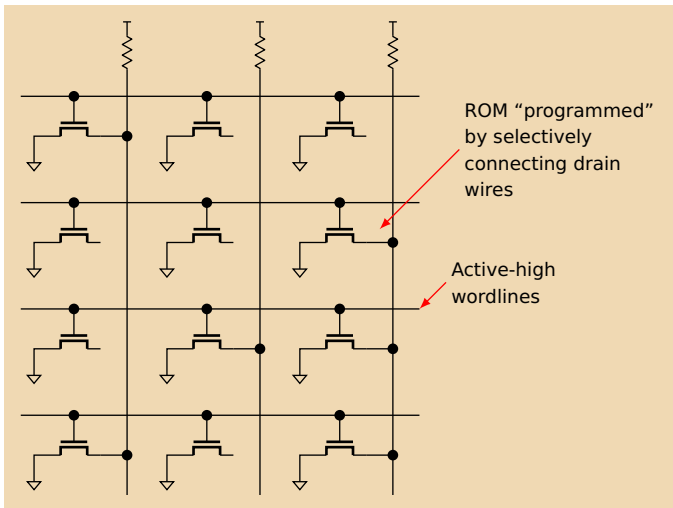 ROM “programmed”
by selectively
connecting drain
wires
Active-high
wordlines